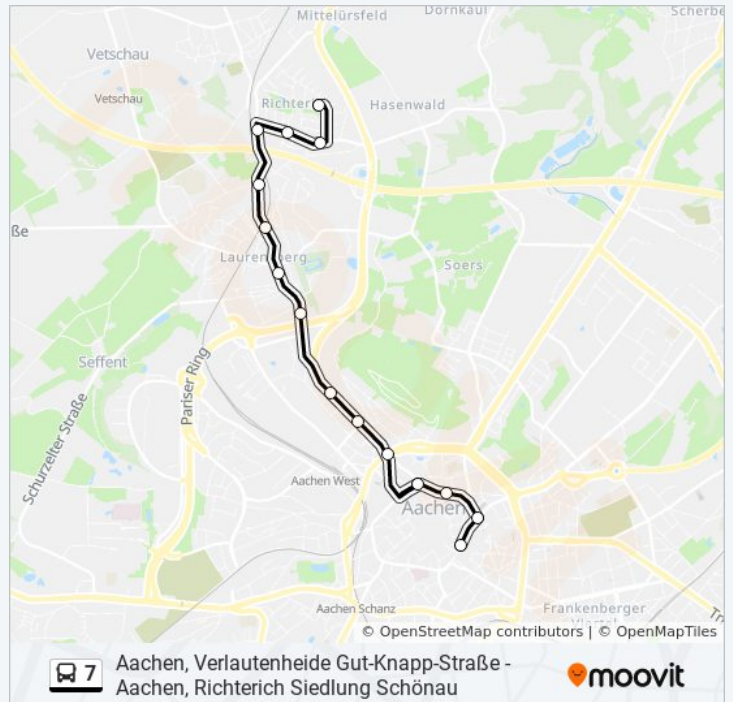 Mittelürsfeld
Dornkaul
Scherbe
Vetschau
Vetschau
Richter
Hasenwald
ße
Laurensberg
Soers
Seffent
Pariser Ring
Schurzelter Straße
Aachen West
Aachen
Aachen Schanz
Frankenberger
Viertel
© OpenStreetMap contributors | © OpenMapTiles
7
Aachen, Verlautenheide Gut-Knapp-Straße -
Aachen, Richterich Siedlung Schönau
moovit